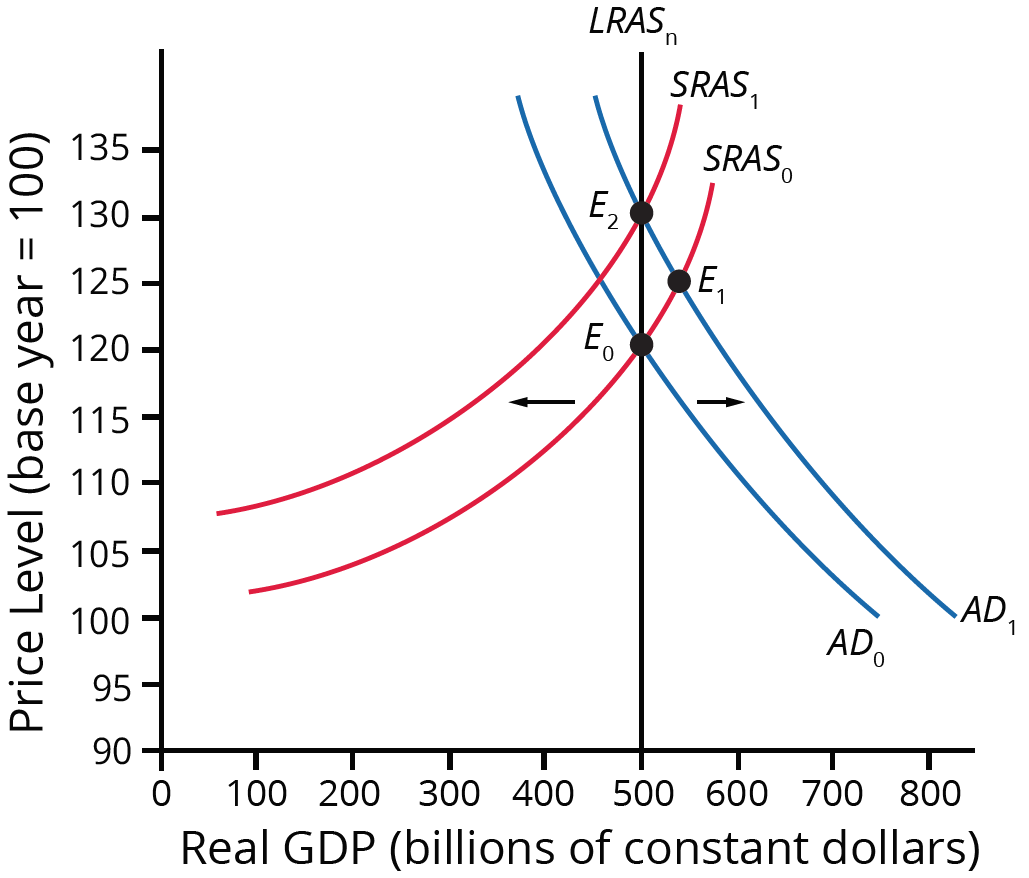 LRASn
SRAS1
SRAS0
E2
E1
E0
AD1
AD0
Price Level (base year = 100)
135
130
125
120
115
110
105
100
95
90
0 100 200 300 400 500 600 700 800
Real GDP (billions of constant dollars)